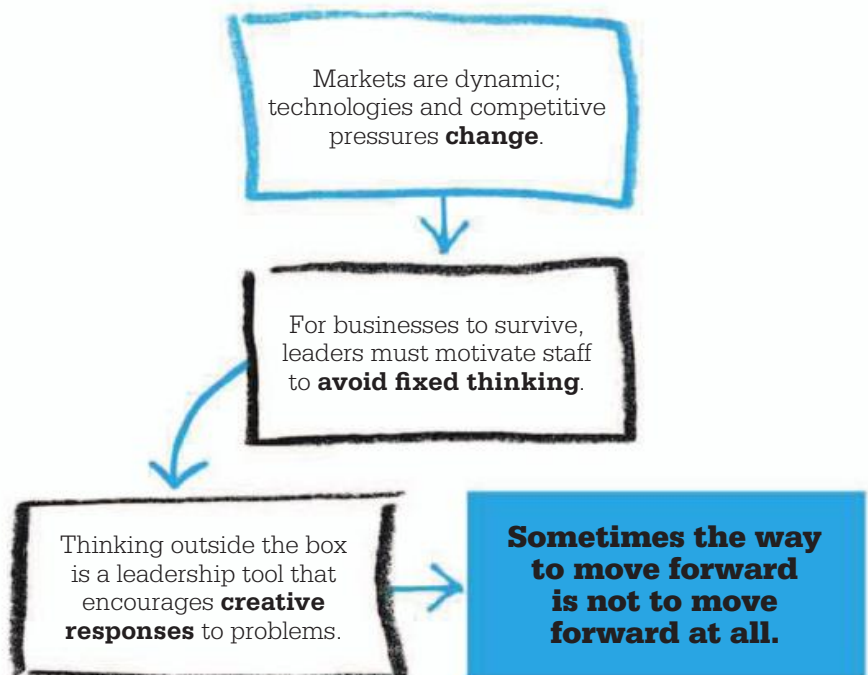 Markets are dynamic;
technologies and competitive
pressures change.
For businesses to survive,
leaders must motivate staff
to avoid fixed thinking.
Thinking outside the box
is a leadership tool that
encourages creative
responses to problems.
Sometimes the way
to move forward
is not to move
forward at all.